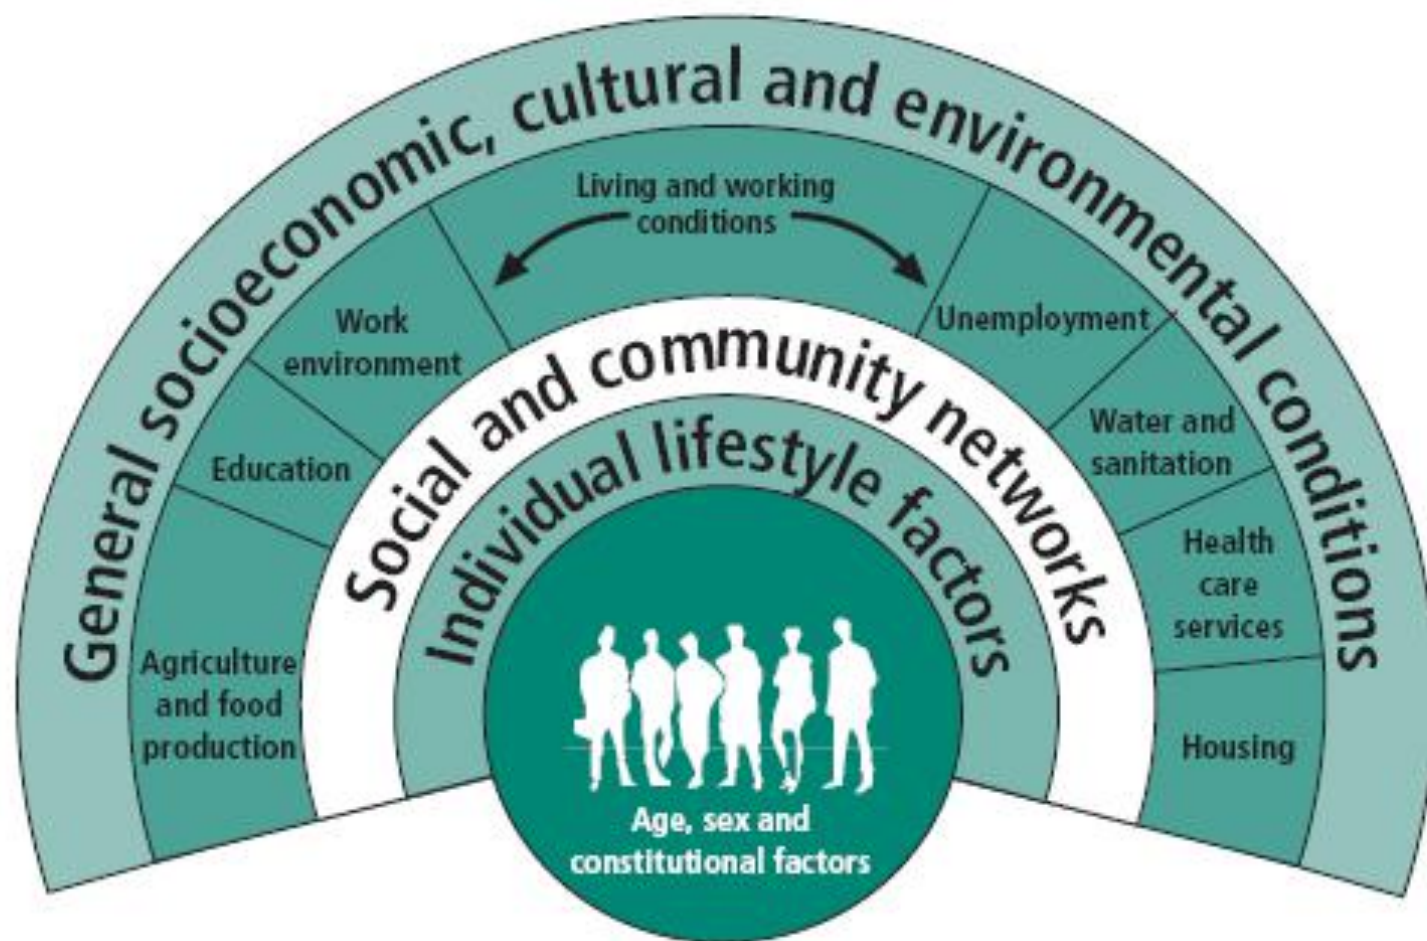 General socioeconomic, cultural and environmental conditions
Living and working
conditions
Work
environment
Unemployment
Education
Water and
sanitation
Agriculture
and food
production
Health
care
services
Housing
Social and community networks
Individual lifestyle factors
Age, sex and
constitutional factors